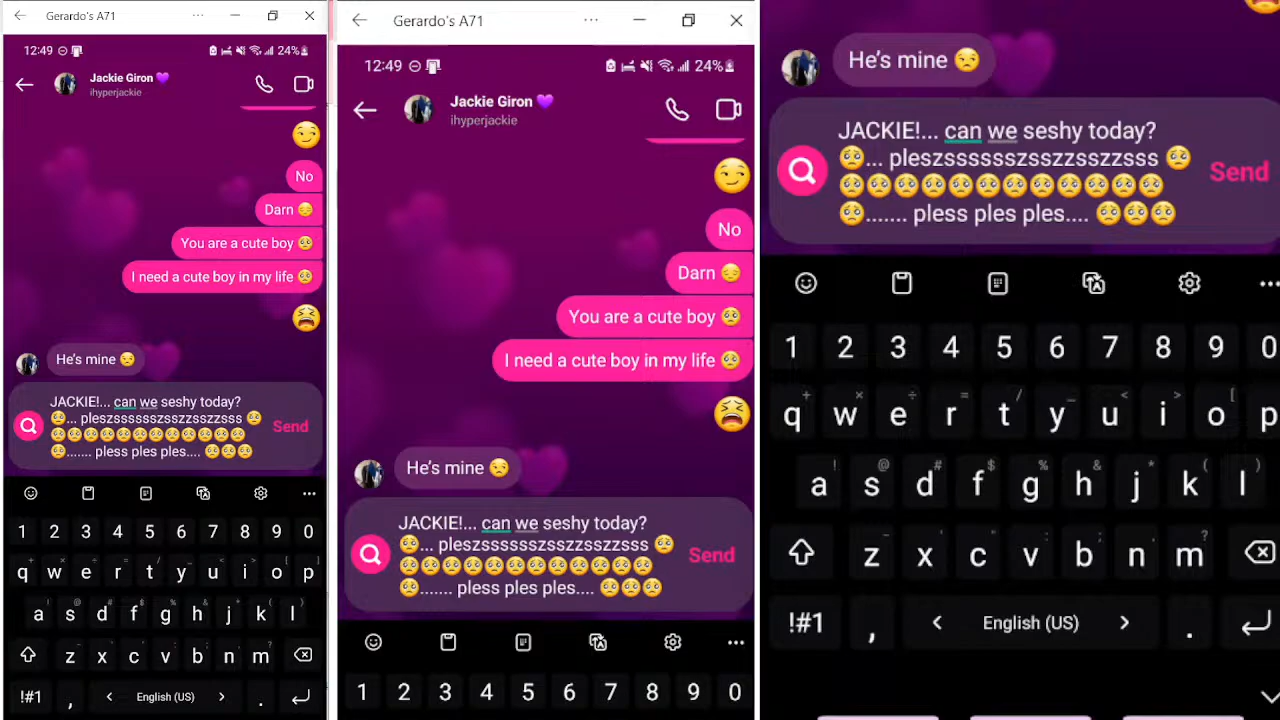 Gerardo's A71
12:49
24%
Jackie Giron 💜
ihyperjackie
😏
No
Darn 😔
You are a cute boy 🥺
I need a cute boy in my life 🥺
😫
He's mine 😒
JACKIE!... can we seshy today?
🥺... pleszsssssszsszzsszzsss 🥺
🥺🥺🥺🥺🥺🥺🥺🥺🥺🥺🥺🥺
🥺....... pless ples ples.... 🥺🥺🥺
Send
1 2 3 4 5 6 7 8 9 0
q w e r t y u i o p
a s d f g h j k l
z x c v b n m
!#1 , < English (US) > .
Gerardo's A71
12:49
24%
Jackie Giron 💜
ihyperjackie
😏
No
Darn 😔
You are a cute boy 🥺
I need a cute boy in my life 🥺
😫
He's mine 😒
JACKIE!... can we seshy today?
🥺... pleszsssssszsszzsszzsss 🥺
🥺🥺🥺🥺🥺🥺🥺🥺🥺🥺🥺🥺
🥺....... pless ples ples.... 🥺🥺🥺
Send
1 2 3 4 5 6 7 8 9 0
He's mine 😒
JACKIE!... can we seshy today?
🥺... pleszsssssszsszzsszzsss 🥺
🥺🥺🥺🥺🥺🥺🥺🥺🥺🥺🥺🥺
🥺....... pless ples ples.... 🥺🥺🥺
Send
1 2 3 4 5 6 7 8 9 0
q w e r t y u i o p
a s d f g h j k l
z x c v b n m
!#1 , < English (US) > .